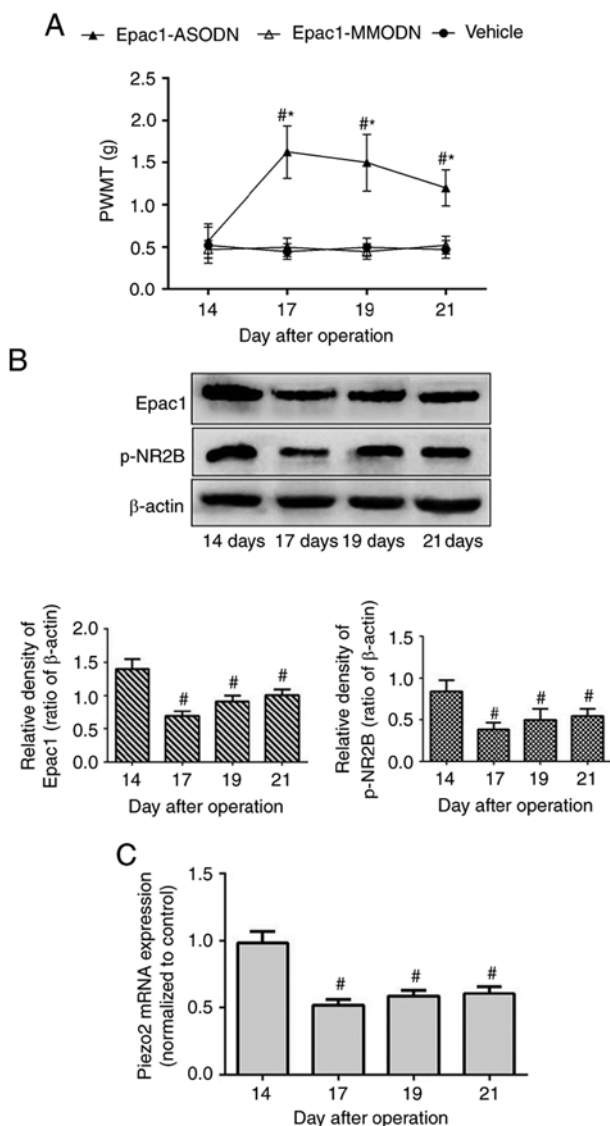 A
Epac1-ASODN Epac1-MMODN Vehicle
PWMT (g)
2.5
2.0
1.5
1.0
0.5
0.0
#* #* #*
14 17 19 21
Day after operation
B
Epac1
p-NR2B
β-actin
14 days 17 days 19 days 21 days
Relative density of
Epac1 (ratio of β-actin)
2.0
1.5
1.0
0.5
0.0
# # #
14 17 19 21
Day after operation
Relative density of
p-NR2B (ratio of β-actin)
1.5
1.0
0.5
0.0
# # #
14 17 19 21
Day after operation
C
Piezo2 mRNA expression
(normalized to control)
1.5
1.0
0.5
0.0
# # #
14 17 19 21
Day after operation